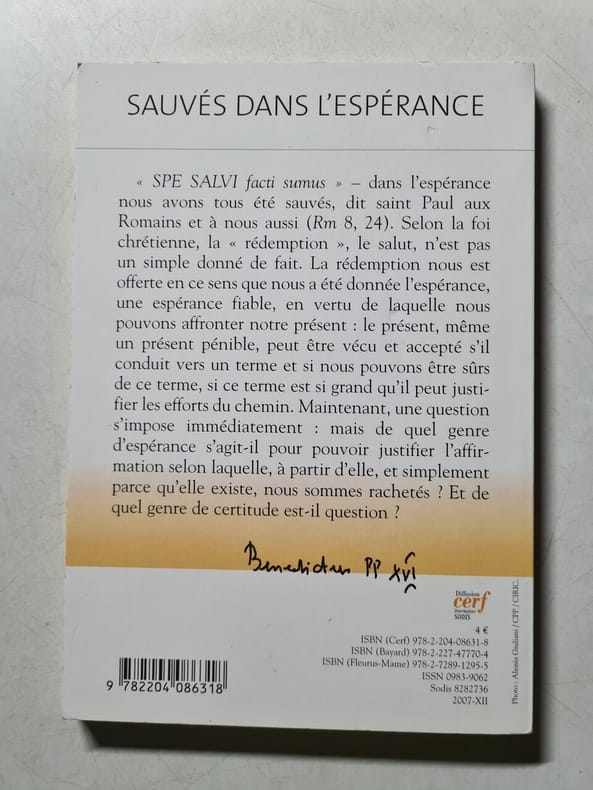 SAUVÉS DANS L'ESPÉRANCE
« SPE SALVI facti sumus » – dans l'espérance
nous avons tous été sauvés, dit saint Paul aux
Romains et à nous aussi (Rm 8, 24). Selon la foi
chrétienne, la « rédemption », le salut, n'est pas
un simple donné de fait. La rédemption nous est
offerte en ce sens que nous a été donnée l'espérance,
une espérance fiable, en vertu de laquelle nous
pouvons affronter notre présent : le présent, même
un présent pénible, peut être vécu et accepté s'il
conduit vers un terme et si nous pouvons être sûrs
de ce terme, si ce terme est si grand qu'il peut justi-
fier les efforts du chemin. Maintenant, une question
s'impose immédiatement : mais de quel genre
d'espérance s'agit-il pour pouvoir justifier l'affir-
mation selon laquelle, à partir d'elle, et simplement
parce qu'elle existe, nous sommes rachetés ? Et de
quel genre de certitude est-il question ?
Benedictus PP XVI
Diffusion
cerf
Distribution
SODIS
4 €
ISBN (Cerf) 978-2-204-08631-8
ISBN (Bayard) 978-2-227-47770-4
ISBN (Fleurus-Mame) 978-2-7289-1295-5
ISSN 0983-9062
Sodis 8282736
2007-XII
Photo : Alessia Giuliani / CPP / CIRIC.
9 782204 086318